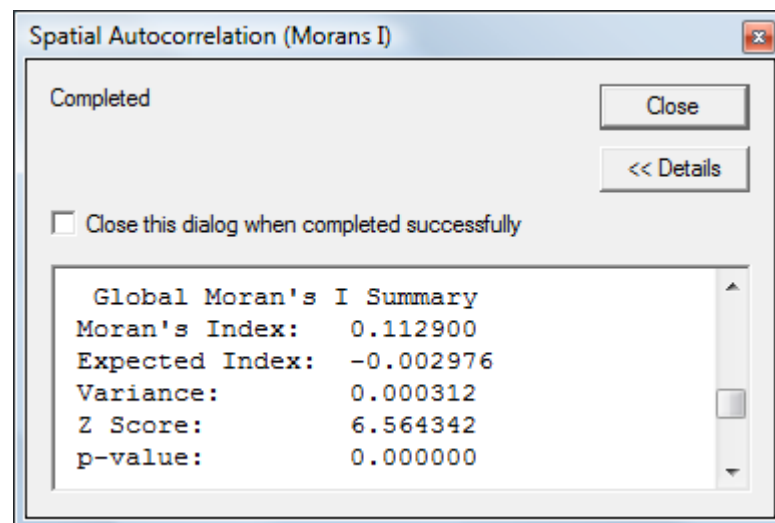 Spatial Autocorrelation (Morans I)
Completed
Close
<< Details
Close this dialog when completed successfully
Global Moran's I Summary
Moran's Index: 0.112900
Expected Index: -0.002976
Variance: 0.000312
Z Score: 6.564342
p-value: 0.000000